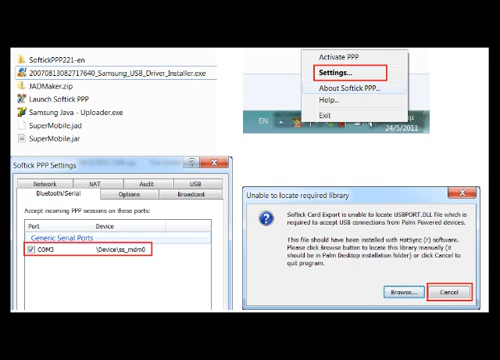 SoftickPPP221-en
20070813082717640_Samsung_USB_Driver_Installer.exe
JADMaker.zip
Launch Softick PPP
Samsung Java - Uploader.exe
SuperMobile.jad
SuperMobile.jar
Activate PPP
Settings...
About Softick PPP...
Help...
Exit
EN
24/5/2011
Softick PPP Settings
Network
NAT
Audit
USB
Bluetooth/Serial
Options
Broadcast
Accept incoming PPP sessions on these ports:
Port
Device
Generic Serial Ports
COM3
\Device\ss_mdm0
Unable to locate required library
Softick Card Export is unable to locate USBPORT.DLL file which is
required to accept USB connections from Palm Powered devices.
This file should have been installed with HotSync (r) software.
Please click Browse button to locate this library manually (it
should be in Palm Desktop installation folder) or click Cancel to
quit program.
Browse...
Cancel